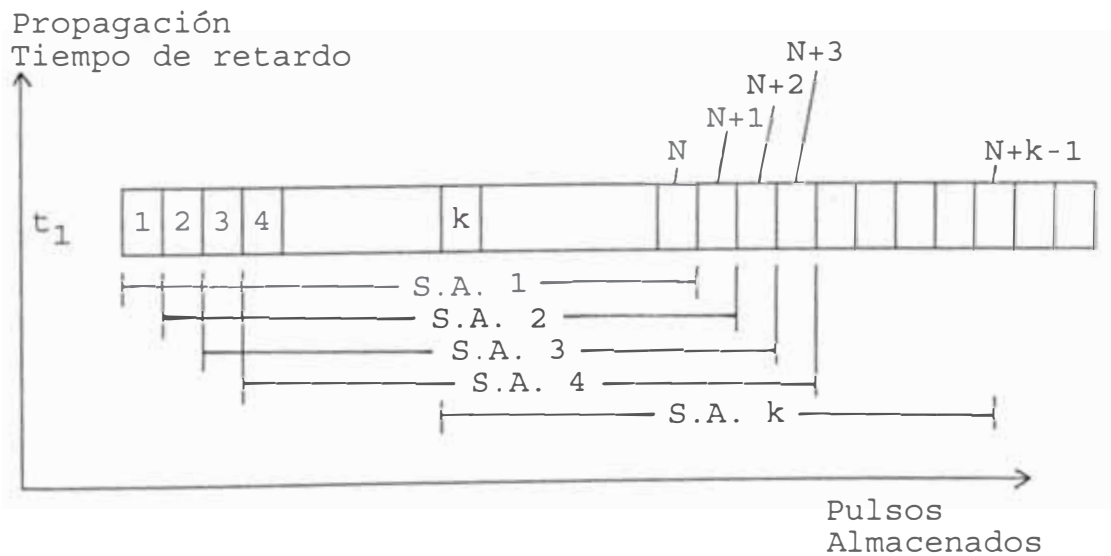 Propagación
Tiempo de retardo
N+3
N+2
N+1
N
N+k-1
t1
1 2 3 4 k
S.A. 1
S.A. 2
S.A. 3
S.A. 4
S.A. k
Pulsos
Almacenados